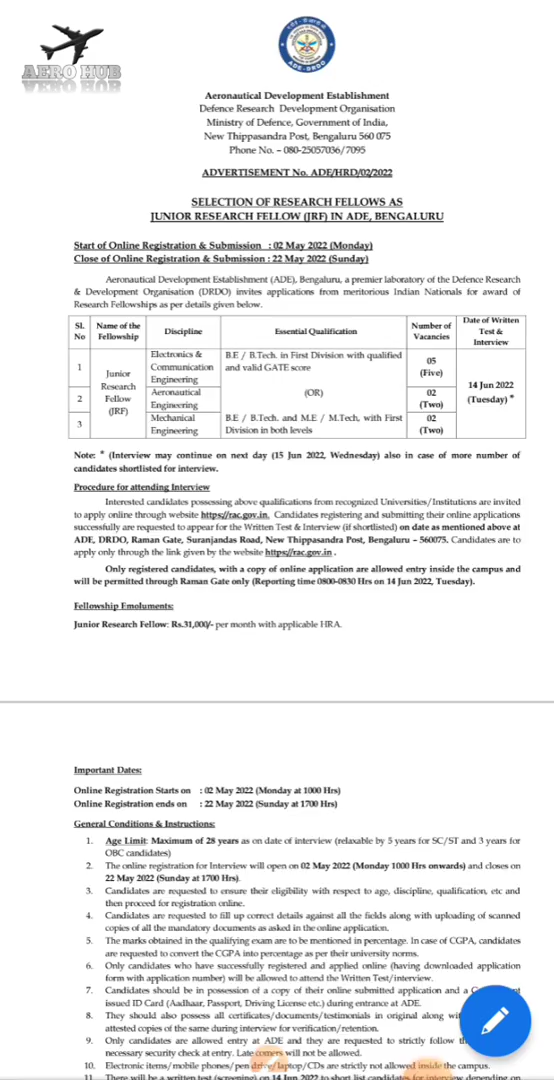 AERO HUB
ADE-DRDO
Aeronautical Development Establishment
Defence Research Development Organisation
Ministry of Defence, Government of India,
New Thippasandra Post, Bengaluru 560 075
Phone No. – 080-25057036/7095
ADVERTISEMENT No. ADE/HRD/02/2022
SELECTION OF RESEARCH FELLOWS AS
JUNIOR RESEARCH FELLOW (JRF) IN ADE, BENGALURU
Start of Online Registration & Submission : 02 May 2022 (Monday)
Close of Online Registration & Submission : 22 May 2022 (Sunday)
Aeronautical Development Establishment (ADE), Bengaluru, a premier laboratory of the Defence Research
& Development Organisation (DRDO) invites applications from meritorious Indian Nationals for award of
Research Fellowships as per details given below.
Sl. No Name of the Fellowship Discipline Essential Qualification Number of Vacancies Date of Written Test & Interview
1 Junior Research Fellow (JRF) Electronics & Communication Engineering B.E / B.Tech. in First Division with qualified and valid GATE score 05 (Five) 14 Jun 2022 (Tuesday) *
2 Aeronautical Engineering (OR) 02 (Two)
3 Mechanical Engineering B.E / B.Tech. and M.E / M.Tech, with First Division in both levels 02 (Two)
Note: * (Interview may continue on next day (15 Jun 2022, Wednesday) also in case of more number of
candidates shortlisted for interview.
Procedure for attending Interview
Interested candidates possessing above qualifications from recognized Universities/Institutions are invited
to apply online through website https://rac.gov.in. Candidates registering and submitting their online applications
successfully are requested to appear for the Written Test & Interview (if shortlisted) on date as mentioned above at
ADE, DRDO, Raman Gate, Suranjandas Road, New Thippasandra Post, Bengaluru – 560075. Candidates are to
apply only through the link given by the website https://rac.gov.in .
Only registered candidates, with a copy of online application are allowed entry inside the campus and
will be permitted through Raman Gate only (Reporting time 0800-0830 Hrs on 14 Jun 2022, Tuesday).
Fellowship Emoluments:
Junior Research Fellow: Rs.31,000/- per month with applicable HRA.
Important Dates:
Online Registration Starts on : 02 May 2022 (Monday at 1000 Hrs)
Online Registration ends on : 22 May 2022 (Sunday at 1700 Hrs)
General Conditions & Instructions:
1. Age Limit: Maximum of 28 years as on date of interview (relaxable by 5 years for SC/ST and 3 years for
OBC candidates)
2. The online registration for Interview will open on 02 May 2022 (Monday 1000 Hrs onwards) and closes on
22 May 2022 (Sunday at 1700 Hrs).
3. Candidates are requested to ensure their eligibility with respect to age, discipline, qualification, etc and
then proceed for registration online.
4. Candidates are requested to fill up correct details against all the fields along with uploading of scanned
copies of all the mandatory documents as asked in the online application.
5. The marks obtained in the qualifying exam are to be mentioned in percentage. In case of CGPA, candidates
are requested to convert the CGPA into percentage as per their university norms.
6. Only candidates who have successfully registered and applied online (having downloaded application
form with application number) will be allowed to attend the Written Test/interview.
7. Candidates should be in possession of a copy of their online submitted application and a
issued ID Card (Aadhaar, Passport, Driving License etc.) during entrance at ADE.
8. They should also possess all certificates/documents/testimonials in original along
attested copies of the same during interview for verification/retention.
9. Only candidates are allowed entry at ADE and they are requested to strictly follow
necessary security check at entry. Late comers will not be allowed.
10. Electronic items/mobile phones/pen drive/laptop/CDs are strictly not allowed inside the campus.
11. There will be a written test (screening) on 14 Jun 2022 to short list candidates for interview depending on